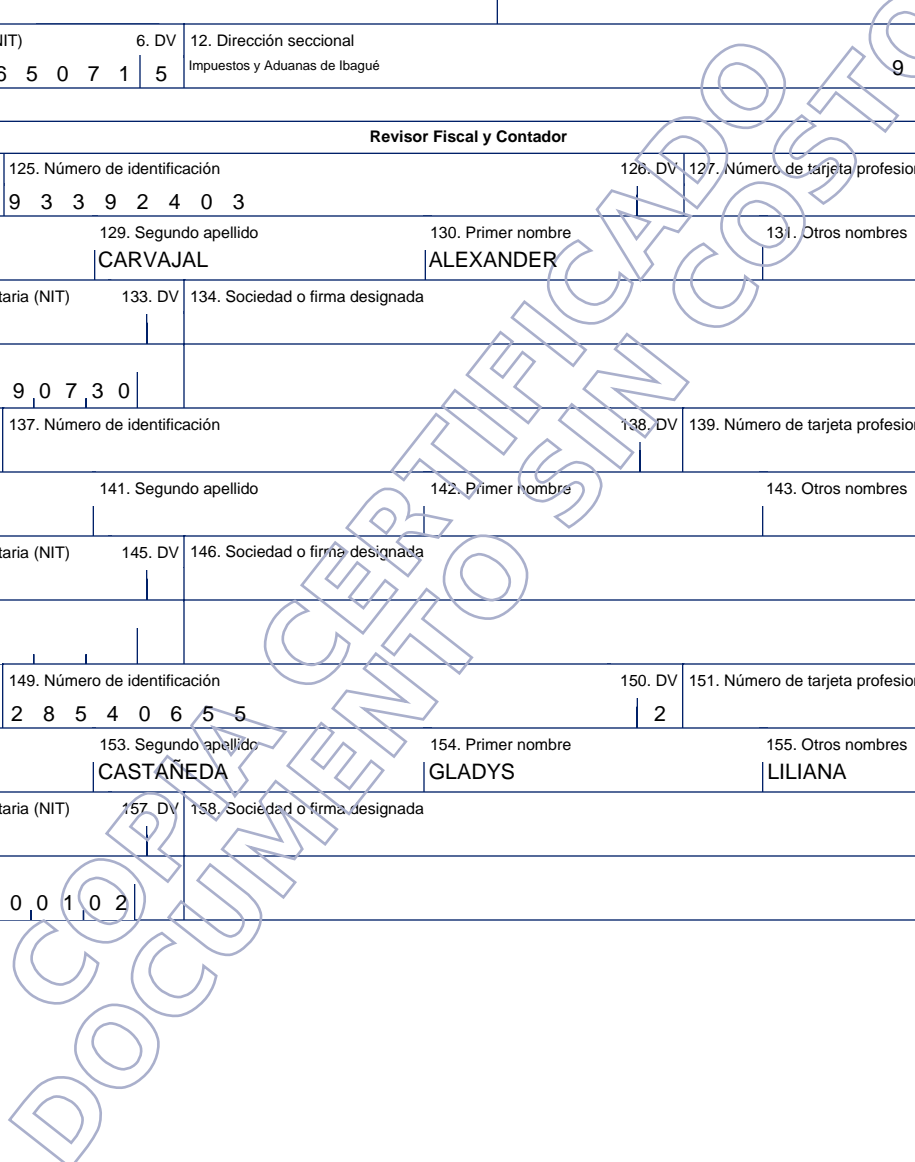 NIT) 6. DV 12. Dirección seccional
6 5 0 7 1 5 Impuestos y Aduanas de Ibagué 9
Revisor Fiscal y Contador
125. Número de identificación 126. DV 127. Número de tarjeta profesion
9 3 3 9 2 4 0 3
129. Segundo apellido 130. Primer nombre 131. Otros nombres
CARVAJAL ALEXANDER
taria (NIT) 133. DV 134. Sociedad o firma designada
9 0 7 3 0
137. Número de identificación 138. DV 139. Número de tarjeta profesion
141. Segundo apellido 142. Primer nombre 143. Otros nombres
taria (NIT) 145. DV 146. Sociedad o firma designada
149. Número de identificación 150. DV 151. Número de tarjeta profesion
2 8 5 4 0 6 5 5 2
153. Segundo apellido 154. Primer nombre 155. Otros nombres
CASTAÑEDA GLADYS LILIANA
taria (NIT) 157. DV 158. Sociedad o firma designada
0 0 1 0 2
COPIA CERTIFICADO
DOCUMENTO SIN COSTO